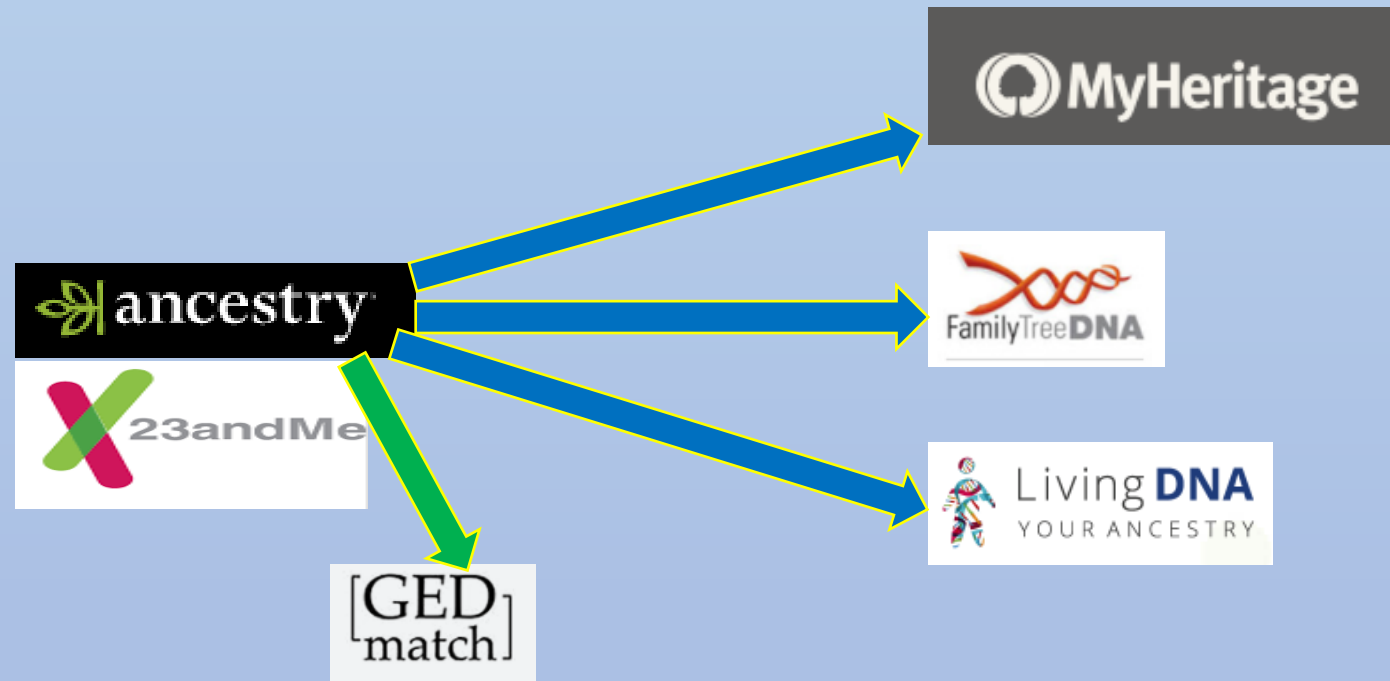 MyHeritage
ancestry
FamilyTreeDNA
23andMe
Living DNA
YOUR ANCESTRY
[GED
match]